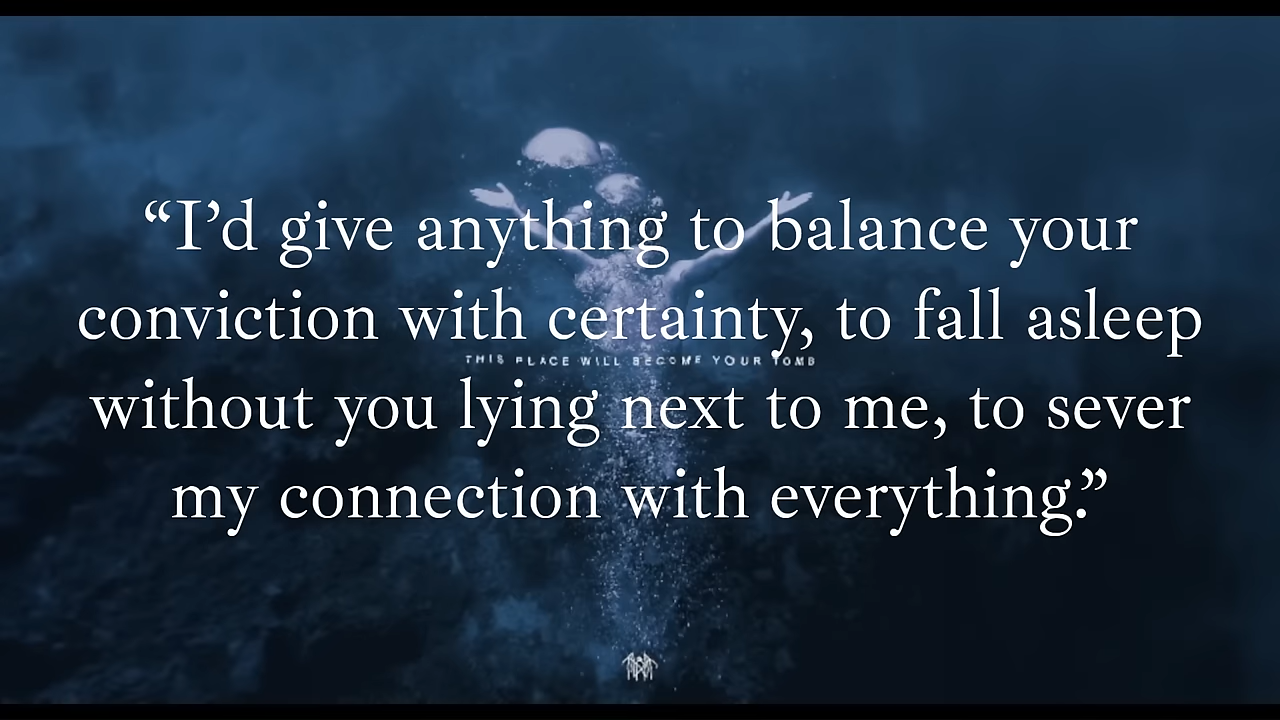 “I’d give anything to balance your
conviction with certainty, to fall asleep
THIS PLACE WILL BECOME YOUR TOMB
without you lying next to me, to sever
my connection with everything.”